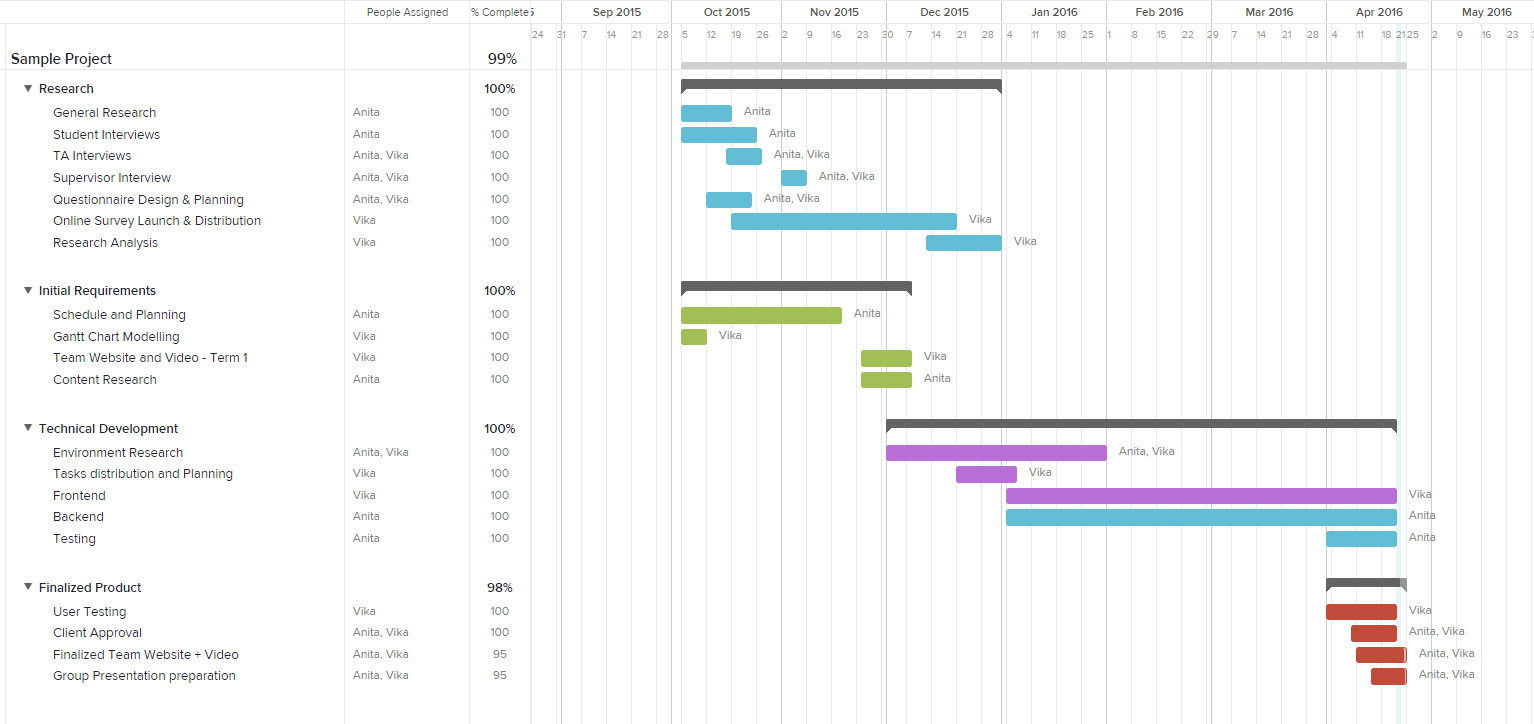 People Assigned % Complete 5 Sep 2015 Oct 2015 Nov 2015 Dec 2015 Jan 2016 Feb 2016 Mar 2016 Apr 2016 May 2016
24 31 7 14 21 28 5 12 19 26 2 9 16 23 30 7 14 21 28 4 11 18 25 1 8 15 22 29 7 14 21 28 4 11 18 21 25 2 9 16 23
Sample Project 99%
▼ Research 100%
General Research Anita 100 Anita
Student Interviews Anita 100 Anita
TA Interviews Anita, Vika 100 Anita, Vika
Supervisor Interview Anita, Vika 100 Anita, Vika
Questionnaire Design & Planning Anita, Vika 100 Anita, Vika
Online Survey Launch & Distribution Vika 100 Vika
Research Analysis Vika 100 Vika
▼ Initial Requirements 100%
Schedule and Planning Anita 100 Anita
Gantt Chart Modelling Vika 100 Vika
Team Website and Video - Term 1 Vika 100 Vika
Content Research Anita 100 Anita
▼ Technical Development 100%
Environment Research Anita, Vika 100 Anita, Vika
Tasks distribution and Planning Vika 100 Vika
Frontend Vika 100 Vika
Backend Anita 100 Anita
Testing Anita 100 Anita
▼ Finalized Product 98%
User Testing Vika 100 Vika
Client Approval Anita, Vika 100 Anita, Vika
Finalized Team Website + Video Anita, Vika 95 Anita, Vika
Group Presentation preparation Anita, Vika 95 Anita, Vika